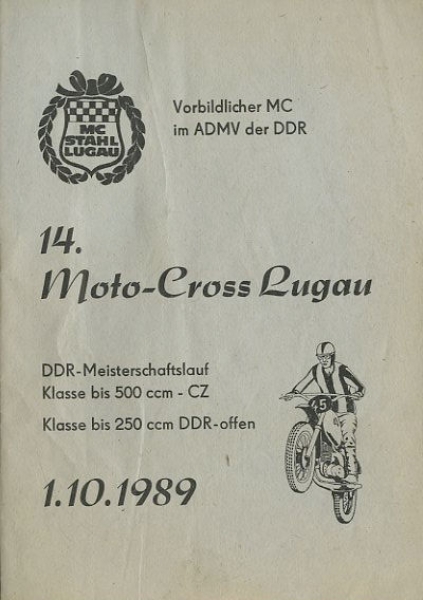 MC
STAHL
LUGAU
Vorbildlicher MC
im ADMV der DDR
14.
Moto-Cross Lugau
DDR-Meisterschaftslauf
Klasse bis 500 ccm - CZ
Klasse bis 250 ccm DDR-offen
5
1.10.1989